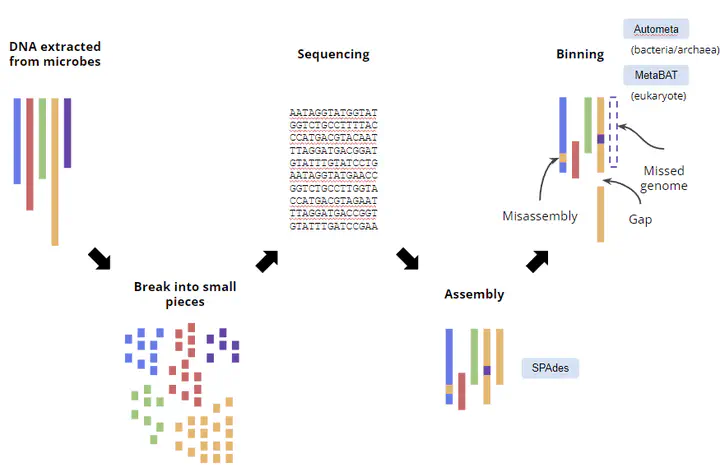 DNA extracted
from microbes
Break into small
pieces
Sequencing
AATAGGTATGGTAT
GGTCTGCCTTTTAC
CCATGACGTACAAT
TTAGGATGACGGAT
GTATTTGTATCCTG
AATAGGTATGAACC
GGTCTGCCTTGGTA
CCATGACGTAGAAT
TTAGGATGACCGGT
GTATTTGATCCGAA
Assembly
SPAdes
Binning
Autometa
(bacteria/archaea)
MetaBAT
(eukaryote)
Missed
genome
Misassembly
Gap